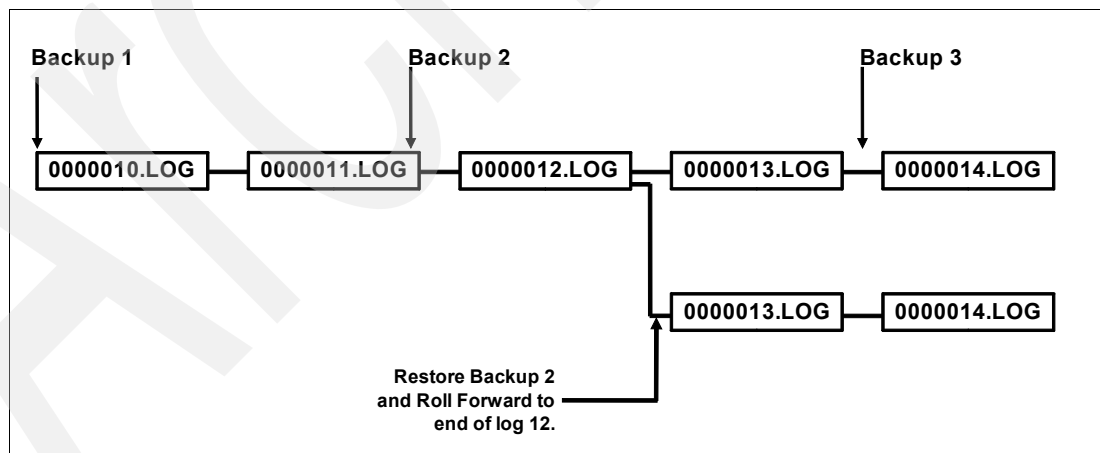 Backup 1
Backup 2
Backup 3
0000010.LOG
0000011.LOG
0000012.LOG
0000013.LOG
0000014.LOG
0000013.LOG
0000014.LOG
Restore Backup 2
and Roll Forward to
end of log 12.